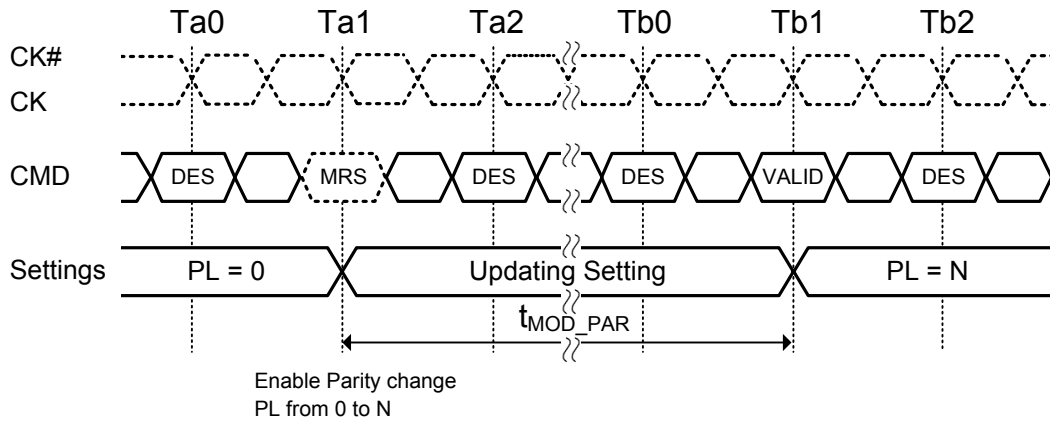 Ta0 Ta1 Ta2 Tb0 Tb1 Tb2
CK#
CK
CMD DES MRS DES DES VALID DES
Settings PL = 0 Updating Setting PL = N
tMOD_PAR
Enable Parity change
PL from 0 to N